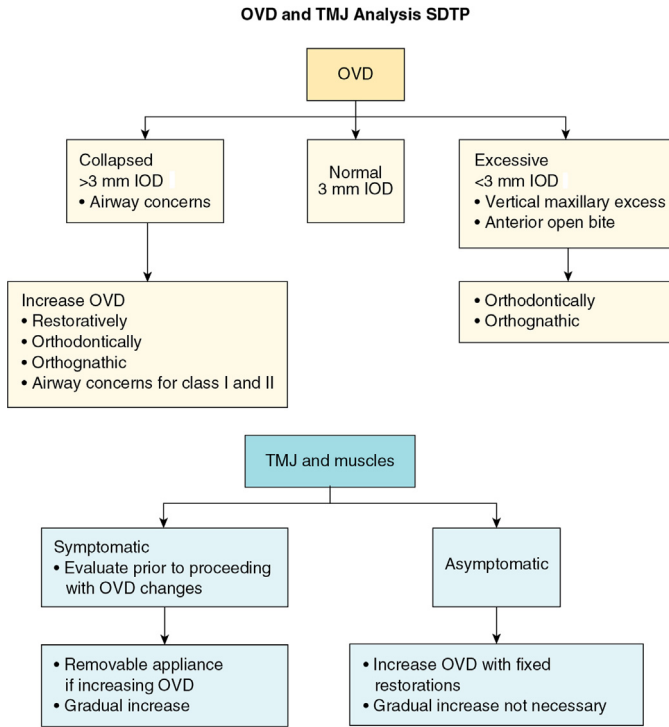 OVD and TMJ Analysis SDTP
OVD
Collapsed
>3 mm IOD
• Airway concerns
Normal
3 mm IOD
Excessive
<3 mm IOD
• Vertical maxillary excess
• Anterior open bite
Increase OVD
• Restoratively
• Orthodontically
• Orthognathic
• Airway concerns for class I and II
• Orthodontically
• Orthognathic
TMJ and muscles
Symptomatic
• Evaluate prior to proceeding
with OVD changes
Asymptomatic
• Removable appliance
if increasing OVD
• Gradual increase
• Increase OVD with fixed
restorations
• Gradual increase not necessary